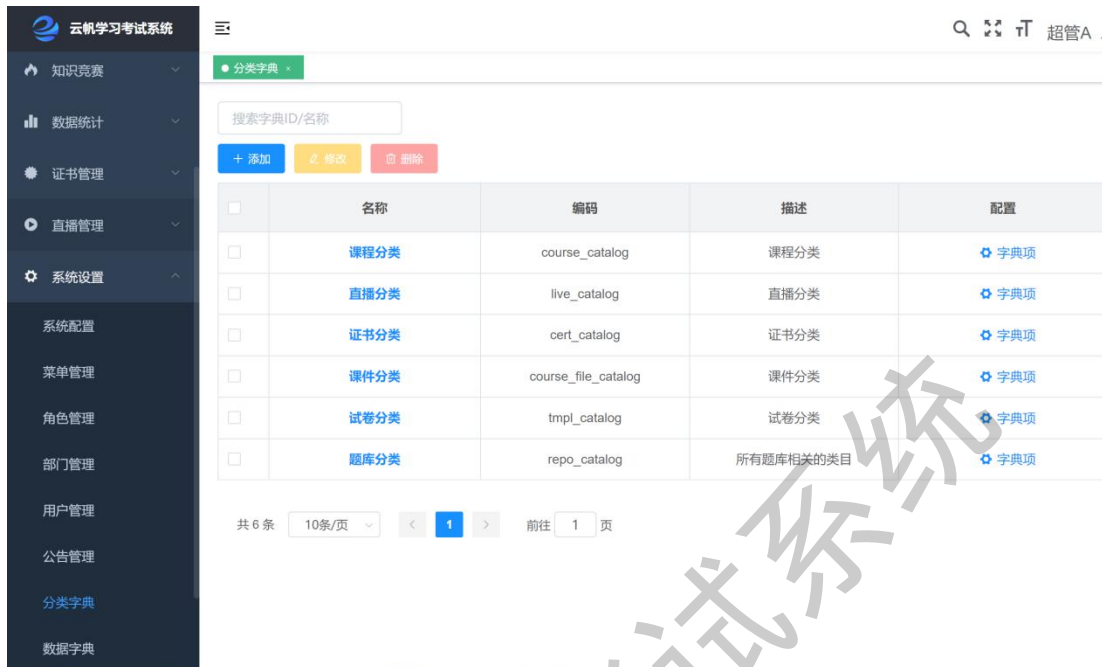 云帆学习考试系统
超管A
知识竞赛
分类字典 ×
数据统计
搜索字典ID/名称
+ 添加 修改 删除
证书管理
名称 编码 描述 配置
直播管理
课程分类 course_catalog 课程分类 字典项
系统设置
直播分类 live_catalog 直播分类 字典项
系统配置
证书分类 cert_catalog 证书分类 字典项
菜单管理
课件分类 course_file_catalog 课件分类 字典项
角色管理
试卷分类 tmpl_catalog 试卷分类 字典项
部门管理
题库分类 repo_catalog 所有题库相关的类目 字典项
用户管理
共 6 条 10条/页 < 1 > 前往 1 页
公告管理
分类字典
数据字典
试系统